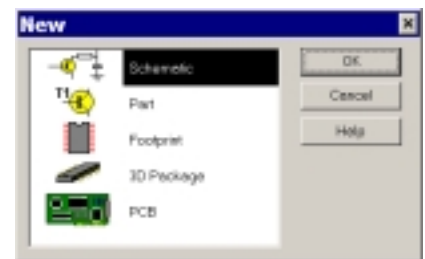 New
Schematic
OK
T1
Part
Cancel
Footprint
Help
3D Package
PCB